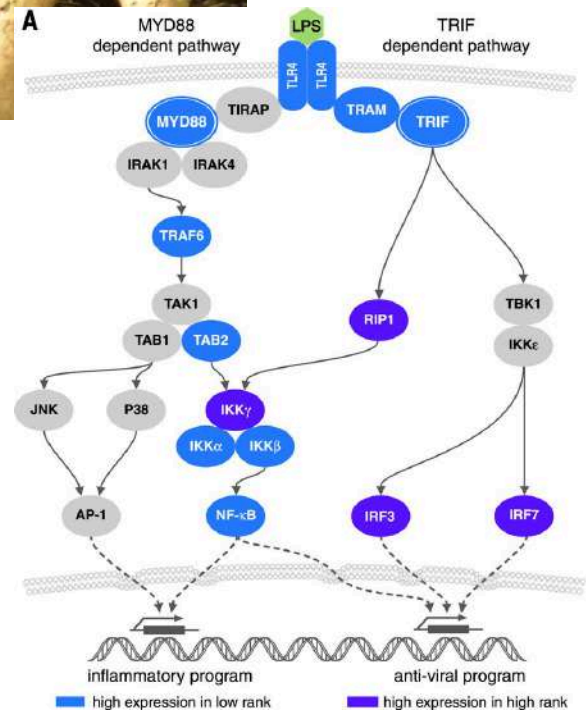 A
MYD88
dependent pathway
LPS
TRIF
dependent pathway
TLR4
TLR4
MYD88
TIRAP
TRAM
TRIF
IRAK1
IRAK4
TRAF6
TAK1
TAB1
TAB2
RIP1
TBK1
IKKε
JNK
P38
IKKγ
IKKα
IKKβ
AP-1
NF-κB
IRF3
IRF7
inflammatory program
anti-viral program
high expression in low rank
high expression in high rank